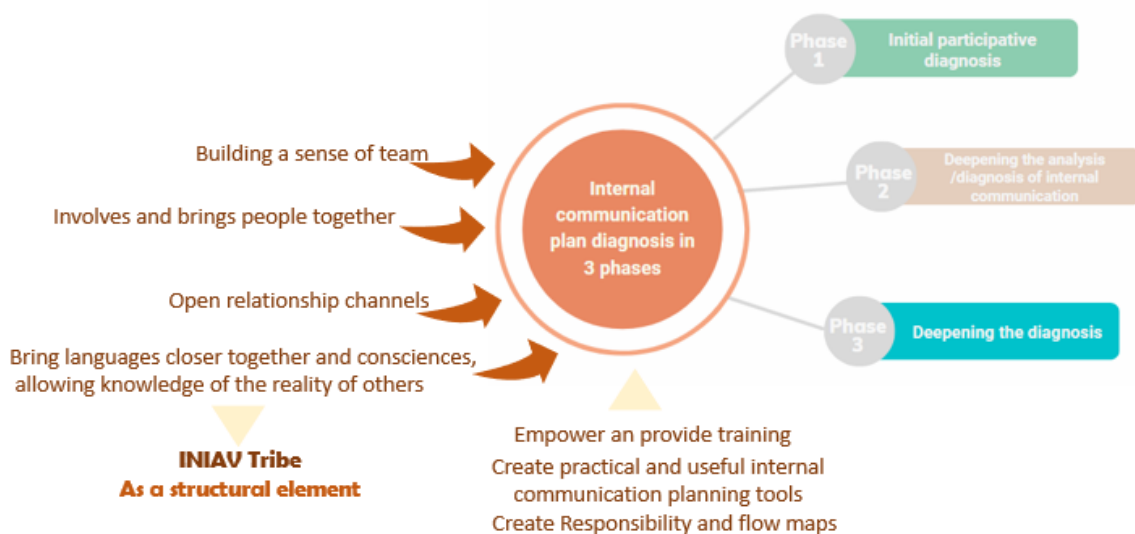 Phase
1
Initial participative
diagnosis
Building a sense of team
Involves and brings people together
Open relationship channels
Bring languages closer together and consciences,
allowing knowledge of the reality of others
INIAV Tribe
As a structural element
Internal
communication
plan diagnosis in
3 phases
Phase
2
Deepening the analysis
/diagnosis of internal
communication
Phase
3
Deepening the diagnosis
Empower an provide training
Create practical and useful internal
communication planning tools
Create Responsibility and flow maps